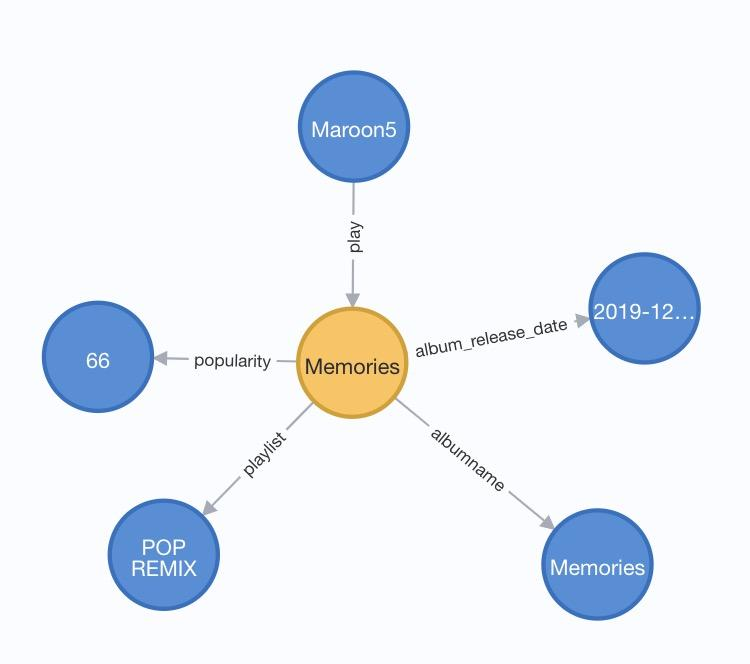 Maroon5
play
2019-12...
album_release_date
66
popularity
Memories
playlist
albumname
POP
REMIX
Memories